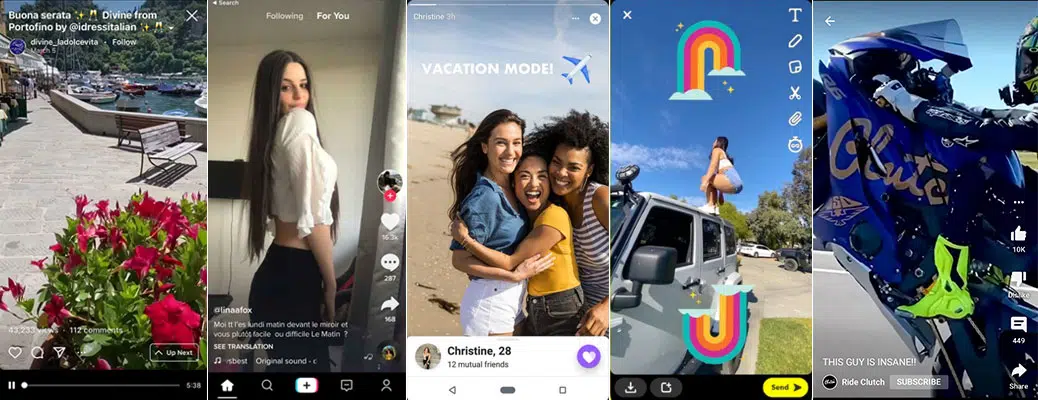 Buona serata ✨🥂 Divine from
Portofino by @idressitalian ✨🥂
divine_ladolcevita • Follow
March 5
43,233 views • 112 comments
Up Next
5:38
Search
Following For You
16.3k
287
168
@linaafox
Moi tt l'es lundi matin devant le miroir et
vous plutôt facile ou difficile Le Matin ?
SEE TRANSLATION
Original sound - c
Christine 3h
VACATION MODE!
Christine, 28
12 mutual friends
T
Send
Clutch
10K
Dislike
449
Share
THIS GUY IS INSANE!!
Ride Clutch SUBSCRIBE